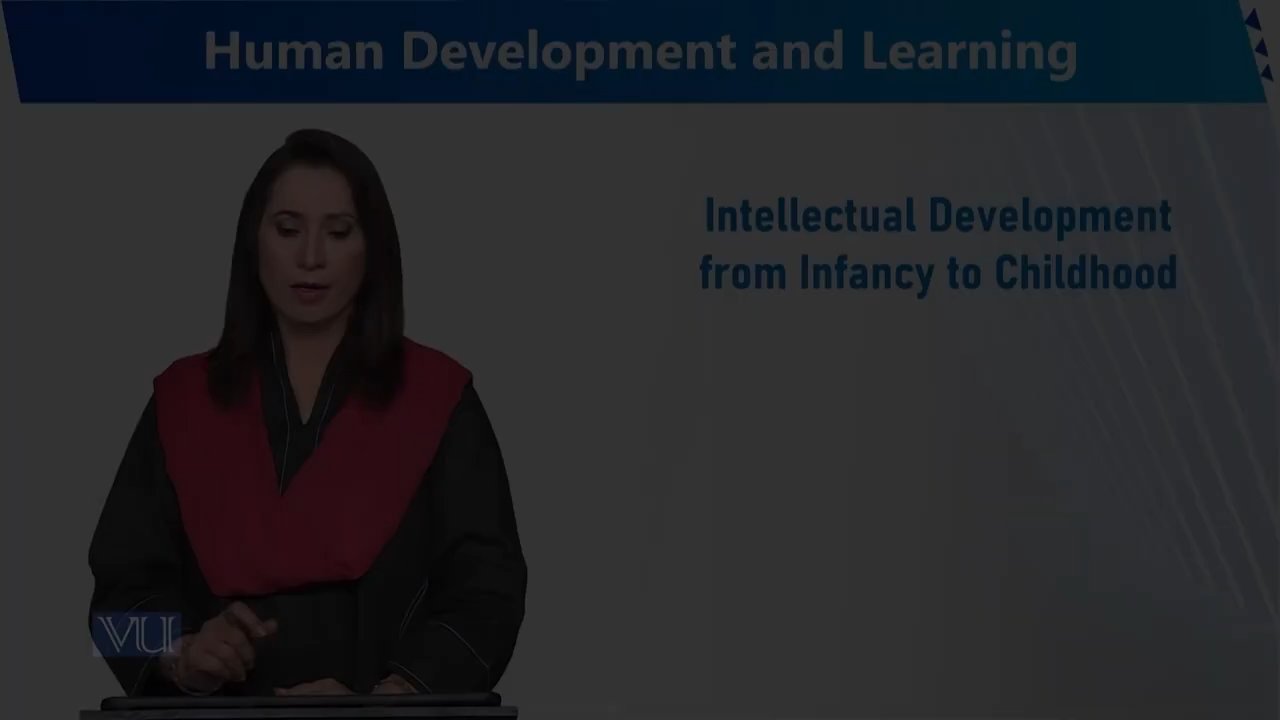 Human Development and Learning
Intellectual Development
from Infancy to Childhood
VU